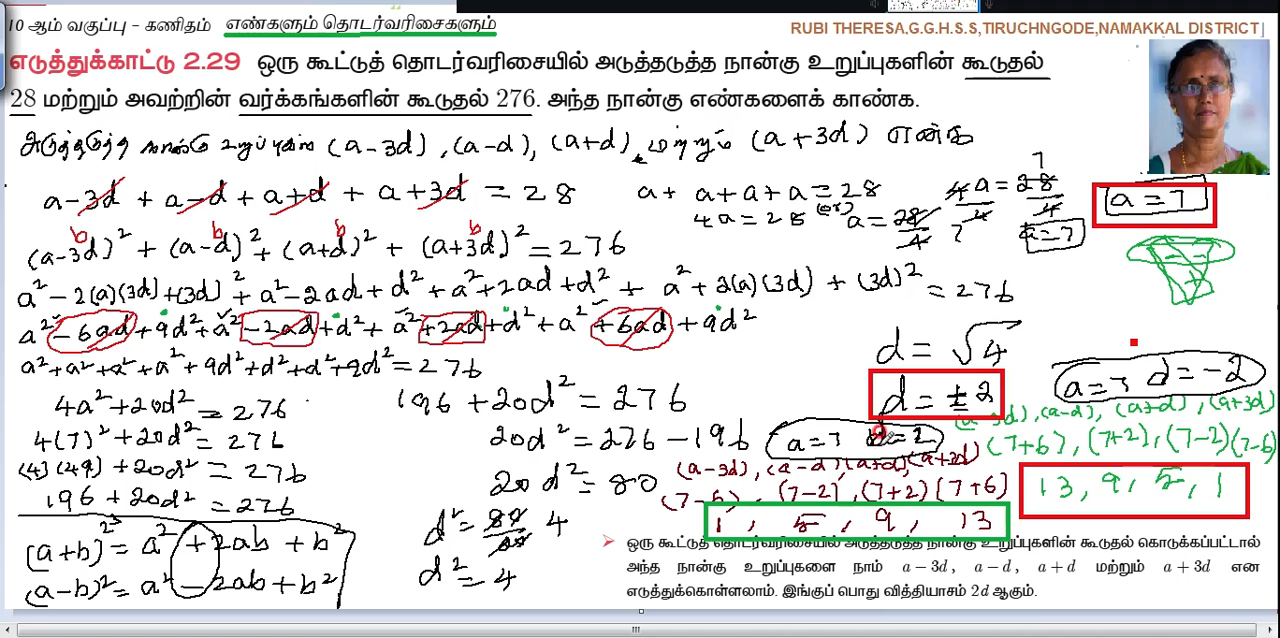 10 ஆம் வகுப்பு – கணிதம் எண்களும் தொடர்வரிசைகளும்
RUBI THERESA,G.G.H.S.S,TIRUCHNGODE,NAMAKKAL DISTRICT]
எடுத்துக்காட்டு 2.29 ஒரு கூட்டுத் தொடர்வரிசையில் அடுத்தடுத்த நான்கு உறுப்புகளின் கூடுதல்
28 மற்றும் அவற்றின் வர்க்கங்களின் கூடுதல் 276. அந்த நான்கு எண்களைக் காண்க.
அடுத்தடுத்த நான்கு உறுப்புகள் (a-3d), (a-d), (a+d), மற்றும் (a+3d) என்க
a-3d + a-d + a+d + a+3d = 28
a+ a+a+a = 28
4a = 28 (or) a = 28/4 7
4a/4 = 28/4 7
a=7
a=7
(a-3d)² + (a-d)² + (a+d)² + (a+3d)² = 276
b b b b
a²-2(a)(3d)+(3d)² + a²-2ad+d²+a²+2ad+d² + a²+2(a)(3d)+(3d)² = 276
a²-6ad+9d²+a²-2ad+d²+a²+2ad+d²+a²+6ad+9d²
a²+a²+a²+a²+9d²+d²+d²+9d² = 276
4a²+20d² = 276
4(7)²+20d² = 276
(4)(49)+20d² = 276
196+20d² = 276
(a+b)² = a²+2ab+b²
(a-b)² = a²-2ab+b²
196+20d² = 276
20d² = 276-196
20d² = 80
d² = 80/20 4
d² = 4
d = √4
d = ±2
a=7 d=2
(a-3d), (a-d), (a+d), (a+3d)
(7-6), (7-2), (7+2) (7+6)
1, 5, 9, 13
a=7 d=-2
(a-3d), (a-d), (a+d), (a+3d)
(7+6), (7+2), (7-2) (7-6)
13, 9, 5, 1
ஒரு கூட்டுத் தொடர்வரிசையில் அடுத்தடுத்த நான்கு உறுப்புகளின் கூடுதல் கொடுக்கப்பட்டால்
அந்த நான்கு உறுப்புகளை நாம் a − 3d, a − d, a + d மற்றும் a + 3d என
எடுத்துக்கொள்ளலாம். இங்குப் பொது வித்தியாசம் 2d ஆகும்.